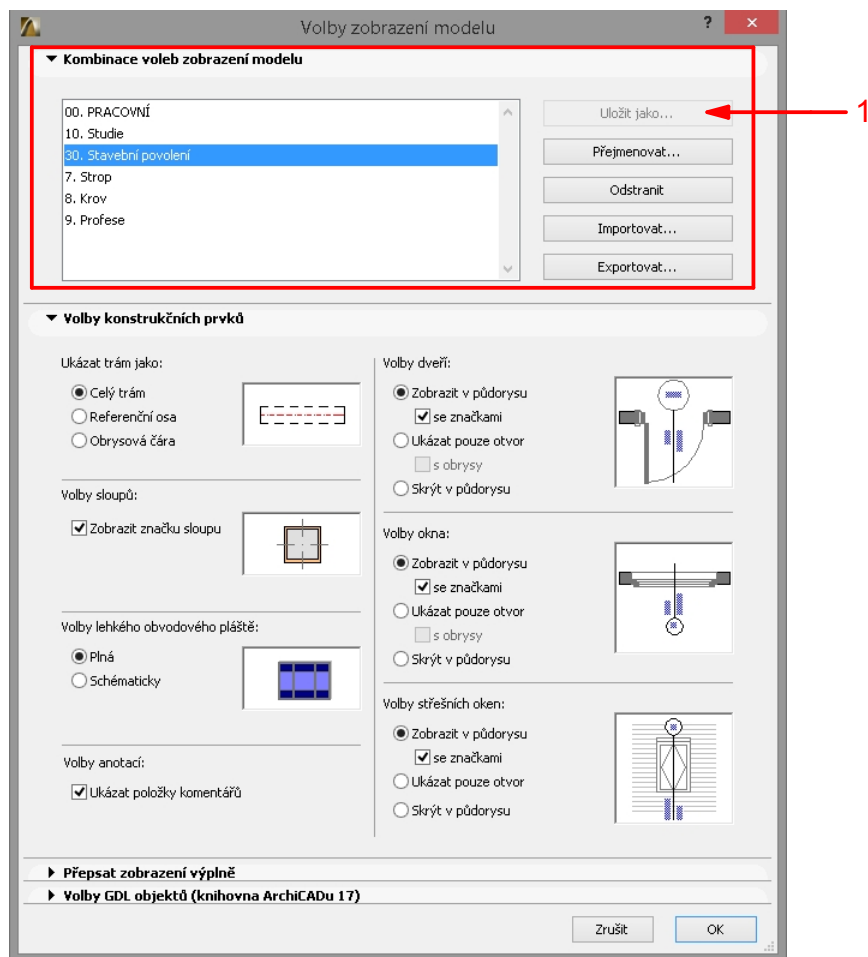 Volby zobrazení modelu
?
Kombinace voleb zobrazení modelu
00. PRACOVNÍ
10. Studie
30. Stavební povolení
7. Strop
8. Krov
9. Profese
Uložit jako...
1
Přejmenovat...
Odstranit
Importovat...
Exportovat...
Volby konstrukčních prvků
Ukázat trám jako:
Celý trám
Referenční osa
Obrysová čára
Volby sloupů:
Zobrazit značku sloupu
Volby lehkého obvodového pláště:
Plná
Schématicky
Volby anotací:
Ukázat položky komentářů
Volby dveří:
Zobrazit v půdorysu
se značkami
Ukázat pouze otvor
s obrysy
Skrýt v půdorysu
Volby okna:
Zobrazit v půdorysu
se značkami
Ukázat pouze otvor
s obrysy
Skrýt v půdorysu
Volby střešních oken:
Zobrazit v půdorysu
se značkami
Ukázat pouze otvor
Skrýt v půdorysu
Přepsat zobrazení výplně
Volby GDL objektů (knihovna ArchiCADu 17)
Zrušit
OK